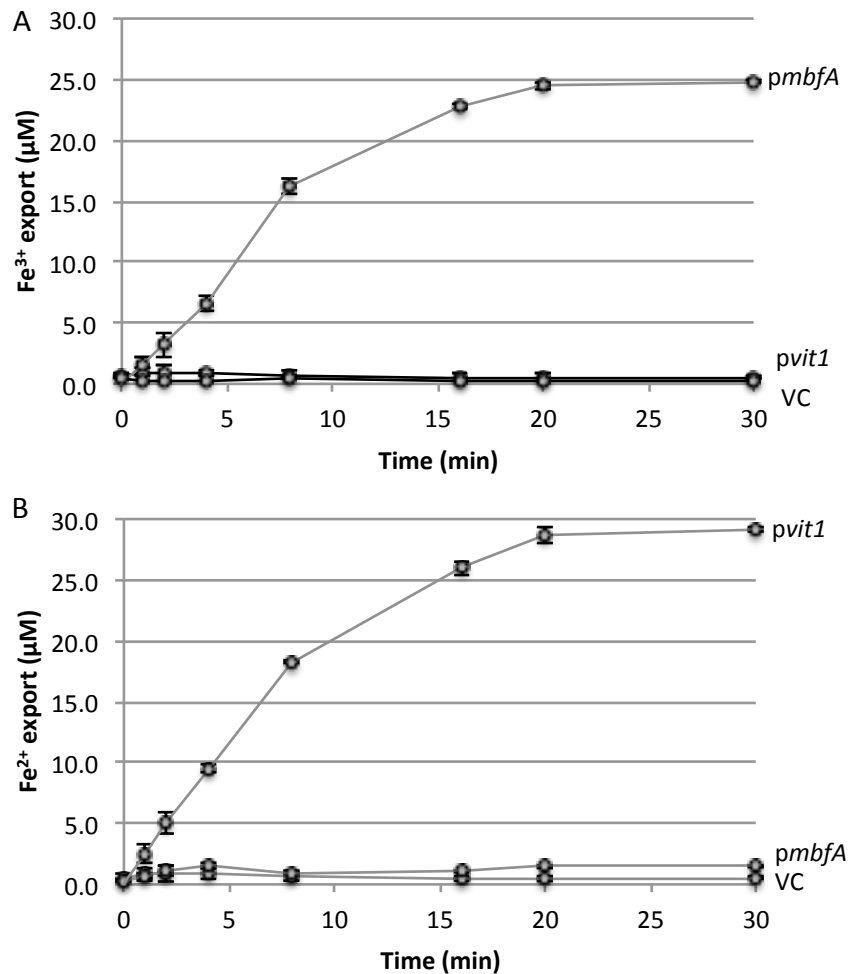 A
30.0
25.0
20.0
15.0
10.0
5.0
0.0
Fe³⁺ export (µM)
pmbfA
pvit1
VC
0 5 10 15 20 25 30
Time (min)
B
30.0
25.0
20.0
15.0
10.0
5.0
0.0
Fe²⁺ export (µM)
pvit1
pmbfA
VC
0 5 10 15 20 25 30
Time (min)